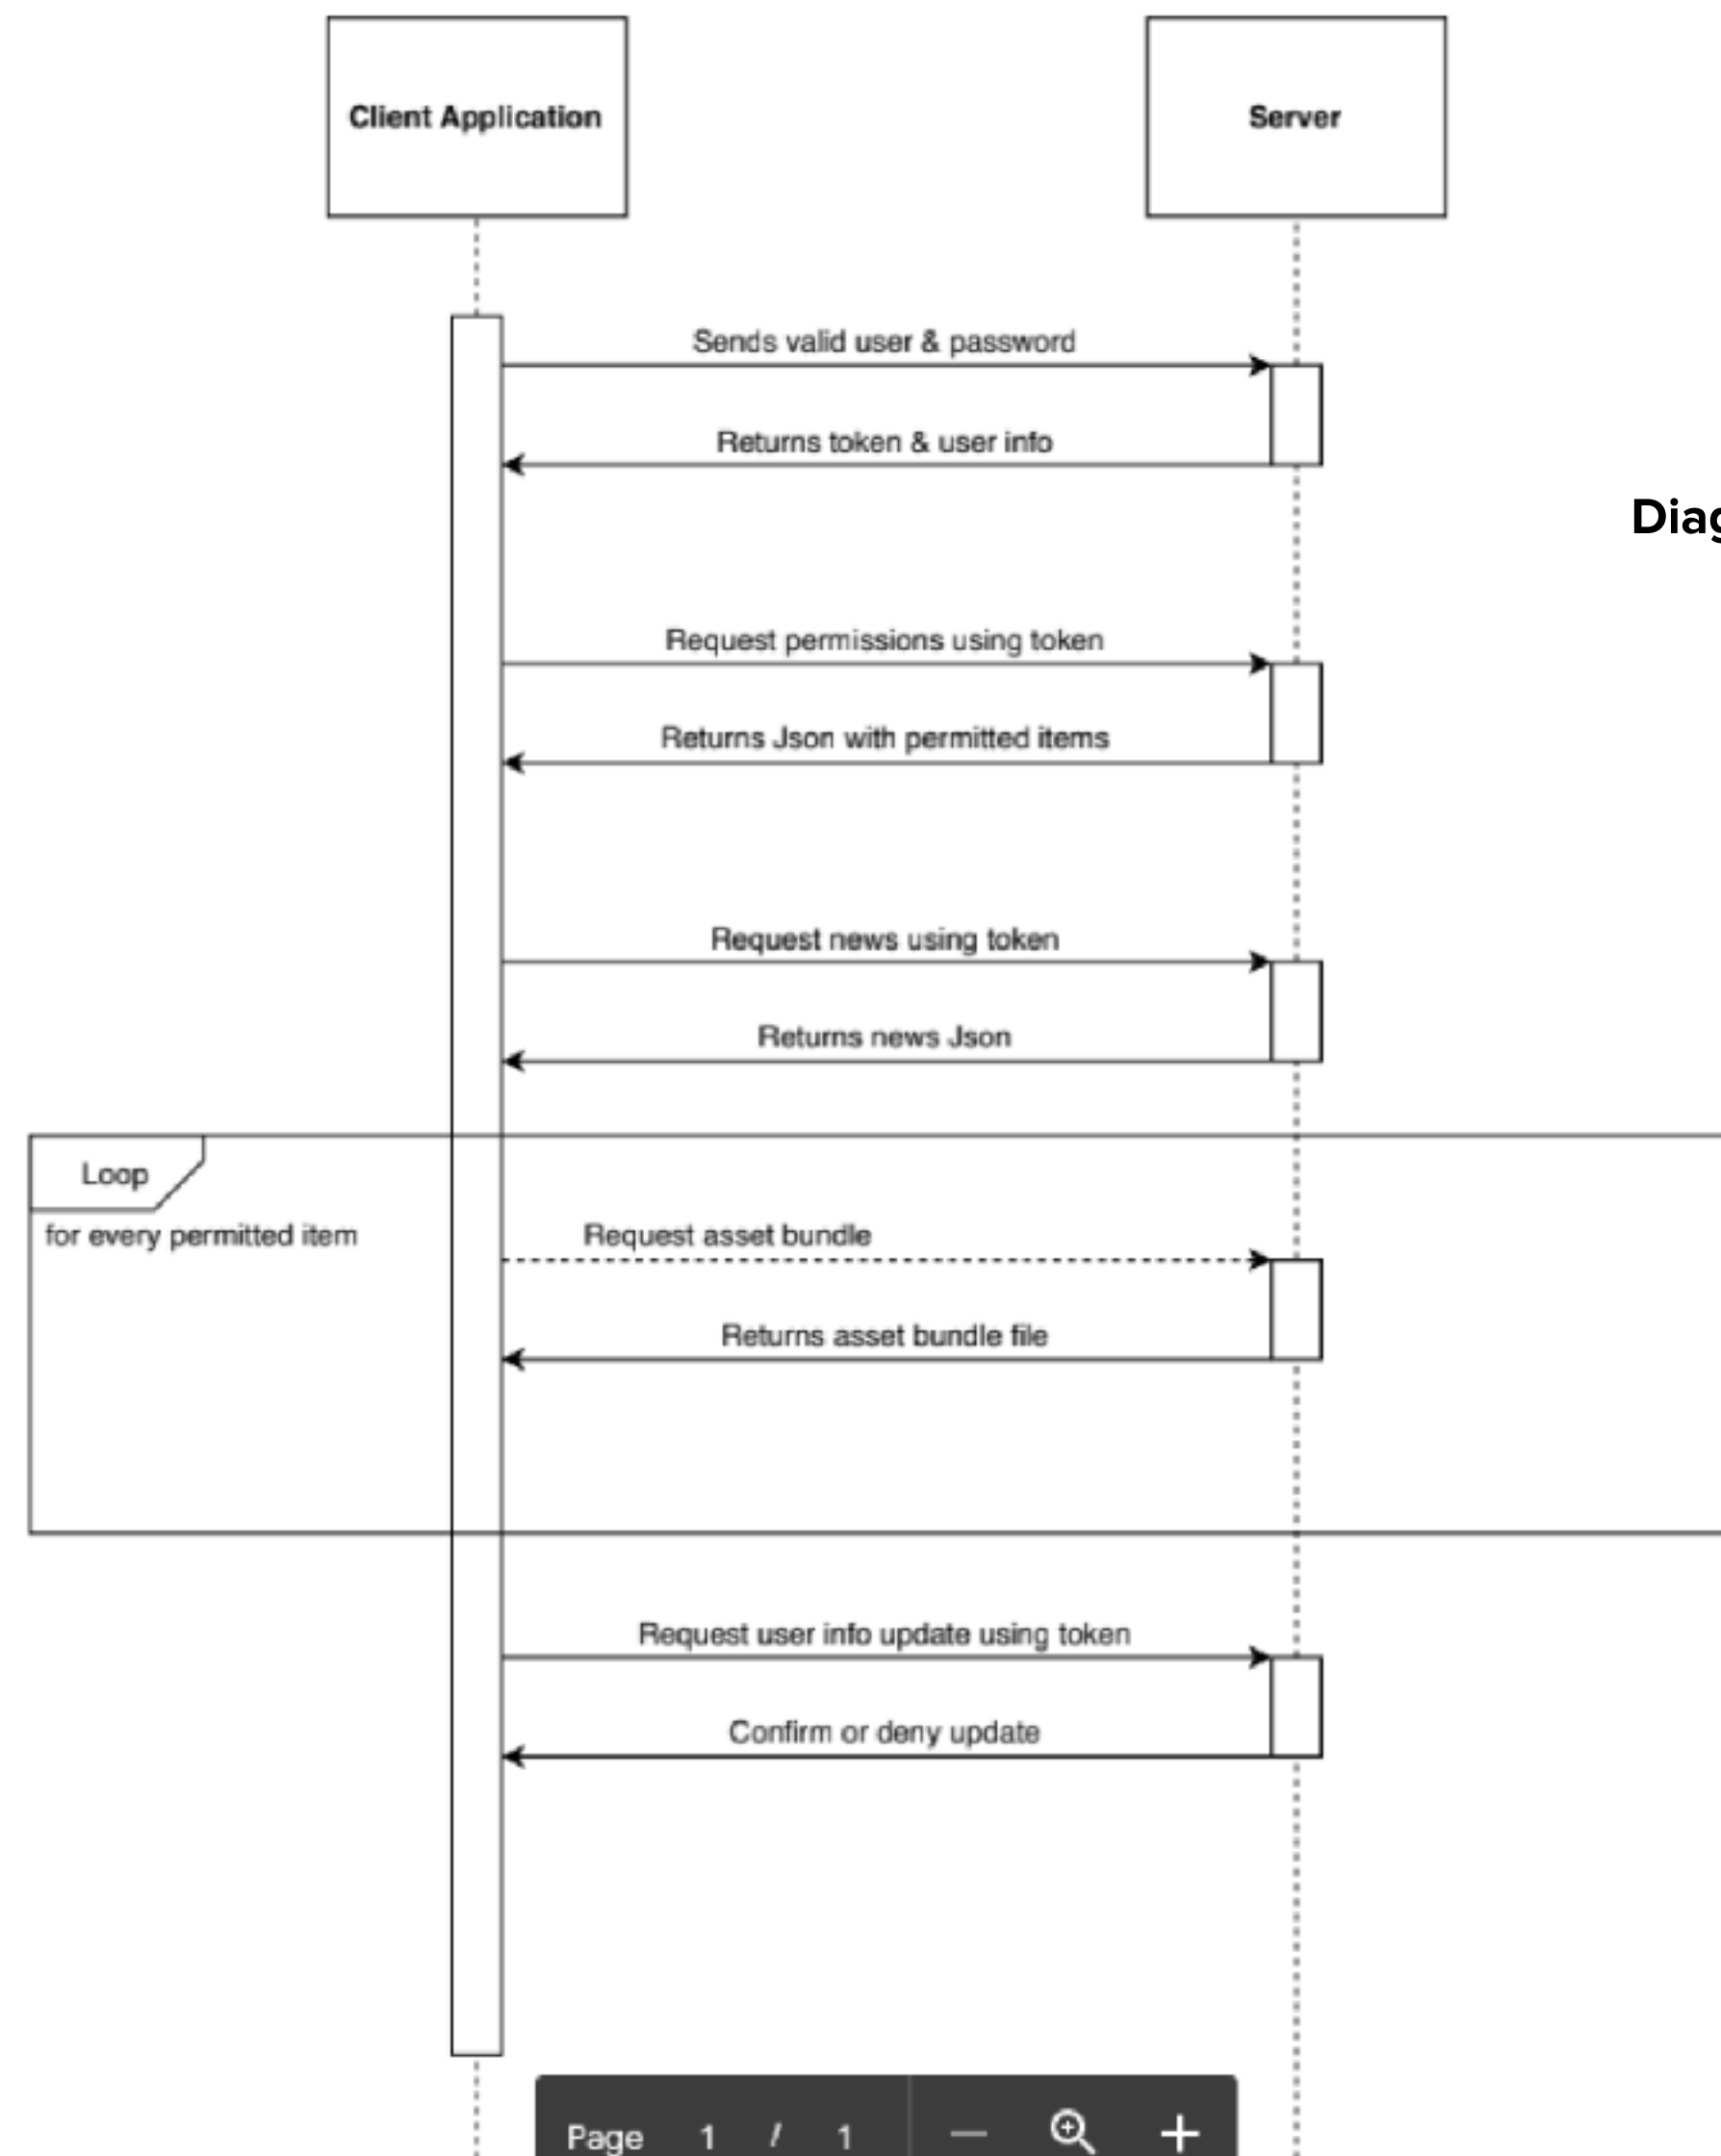 Client Application
Server
Sends valid user & password
Returns token & user info
Diag
Request permissions using token
Returns Json with permitted items
Request news using token
Returns news Json
Loop
for every permitted item
Request asset bundle
Returns asset bundle file
Request user info update using token
Confirm or deny update
Page 1 / 1